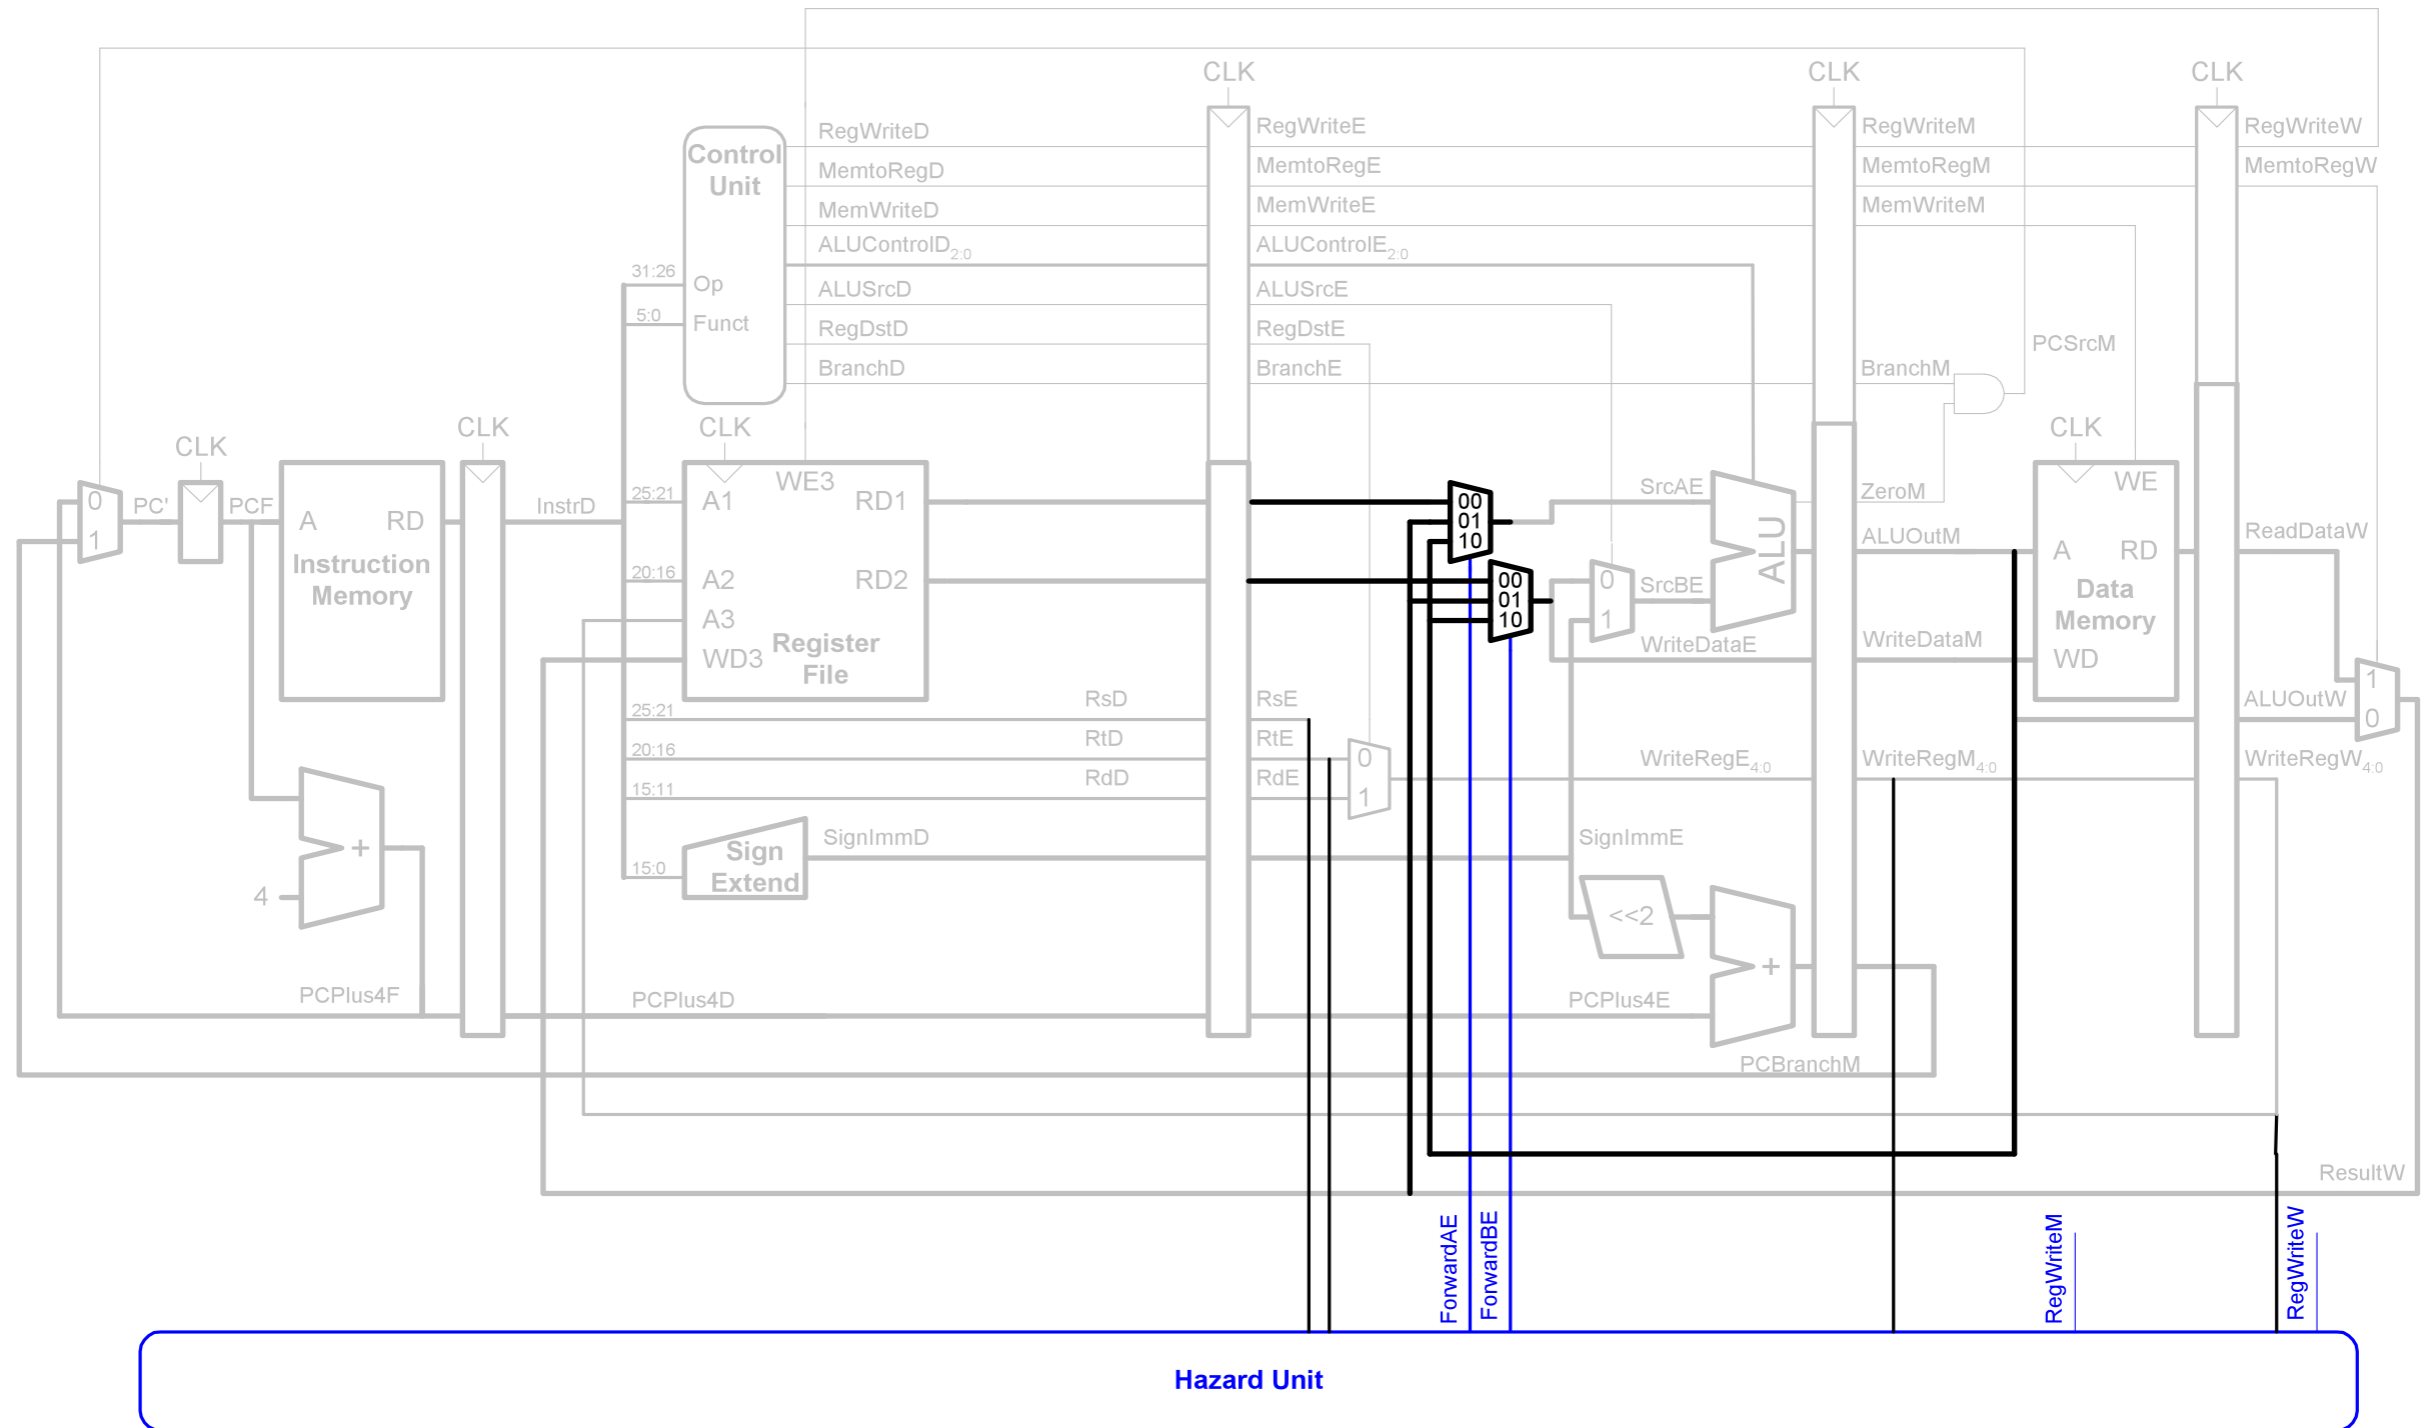 CLK
CLK
CLK
RegWriteD
RegWriteE
RegWriteM
RegWriteW
Control
Unit
MemtoRegD
MemtoRegE
MemtoRegM
MemtoRegW
MemWriteD
MemWriteE
MemWriteM
ALUControlD2:0
ALUControlE2:0
31:26
Op
ALUSrcD
ALUSrcE
5:0
Funct
RegDstD
RegDstE
PCSrcM
BranchD
BranchE
BranchM
CLK
CLK
CLK
CLK
0
1
PC'
PCF
A
RD
Instruction
Memory
InstrD
25:21
A1
WE3
RD1
20:16
A2
RD2
A3
WD3
Register
File
00
01
10
00
01
10
SrcAE
0
1
SrcBE
ALU
ZeroM
ALUOutM
WE
A
RD
Data
Memory
WD
ReadDataW
WriteDataE
WriteDataM
1
0
ALUOutW
25:21
RsD
RsE
20:16
RtD
RtE
15:11
RdD
RdE
0
1
WriteRegE4:0
WriteRegM4:0
WriteRegW4:0
Sign
Extend
15:0
SignImmD
SignImmE
+
4
<<2
+
PCPlus4F
PCPlus4D
PCPlus4E
PCBranchM
ResultW
ForwardAE
ForwardBE
RegWriteM
RegWriteW
Hazard Unit